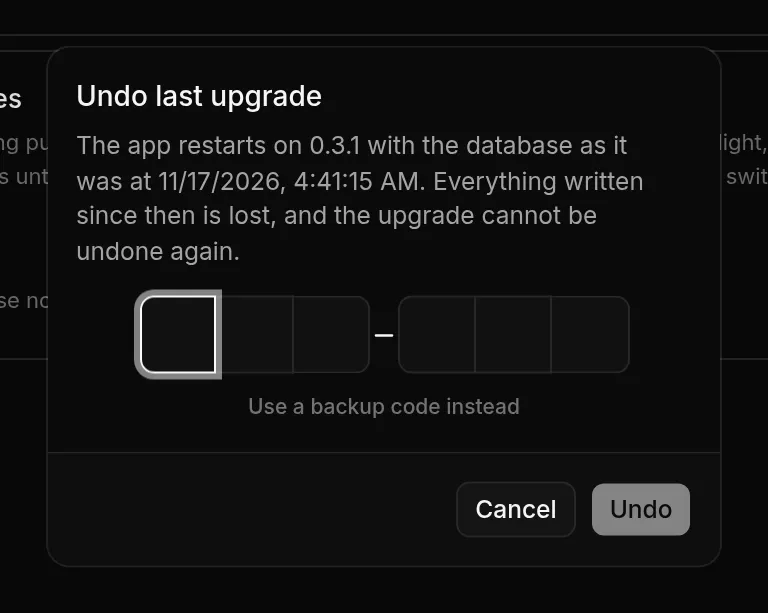 Undo last upgrade
es
The app restarts on 0.3.1 with the database as it
was at 11/17/2026, 4:41:15 AM. Everything written
since then is lost, and the upgrade cannot be
undone again.
–
Use a backup code instead
Cancel
Undo